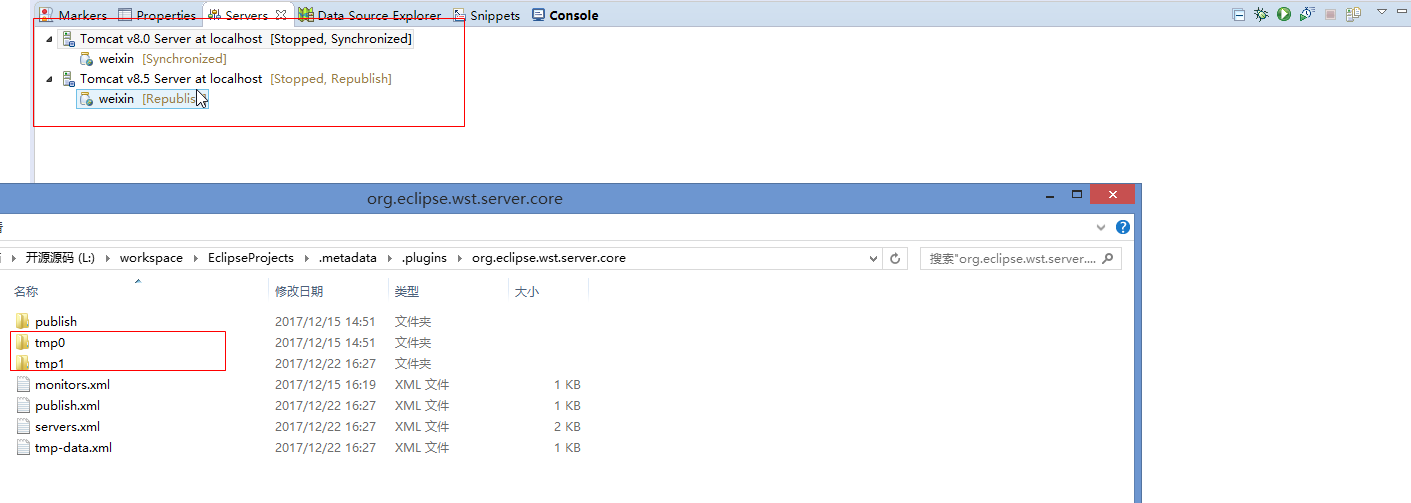 Markers Properties Servers Data Source Explorer Snippets Console
Tomcat v8.0 Server at localhost [Stopped, Synchronized]
weixin [Synchronized]
Tomcat v8.5 Server at localhost [Stopped, Republish]
weixin
org.eclipse.wst.server.core
开源源码 (L:) workspace EclipseProjects .metadata .plugins org.eclipse.wst.server.core 搜索"org.eclipse.wst.server....
名称 修改日期 类型 大小
publish 2017/12/15 14:51 文件夹
tmp0 2017/12/15 14:51 文件夹
tmp1 2017/12/22 16:27 文件夹
monitors.xml 2017/12/15 16:19 XML 文件 1 KB
publish.xml 2017/12/22 16:27 XML 文件 1 KB
servers.xml 2017/12/22 16:27 XML 文件 2 KB
tmp-data.xml 2017/12/22 16:27 XML 文件 1 KB